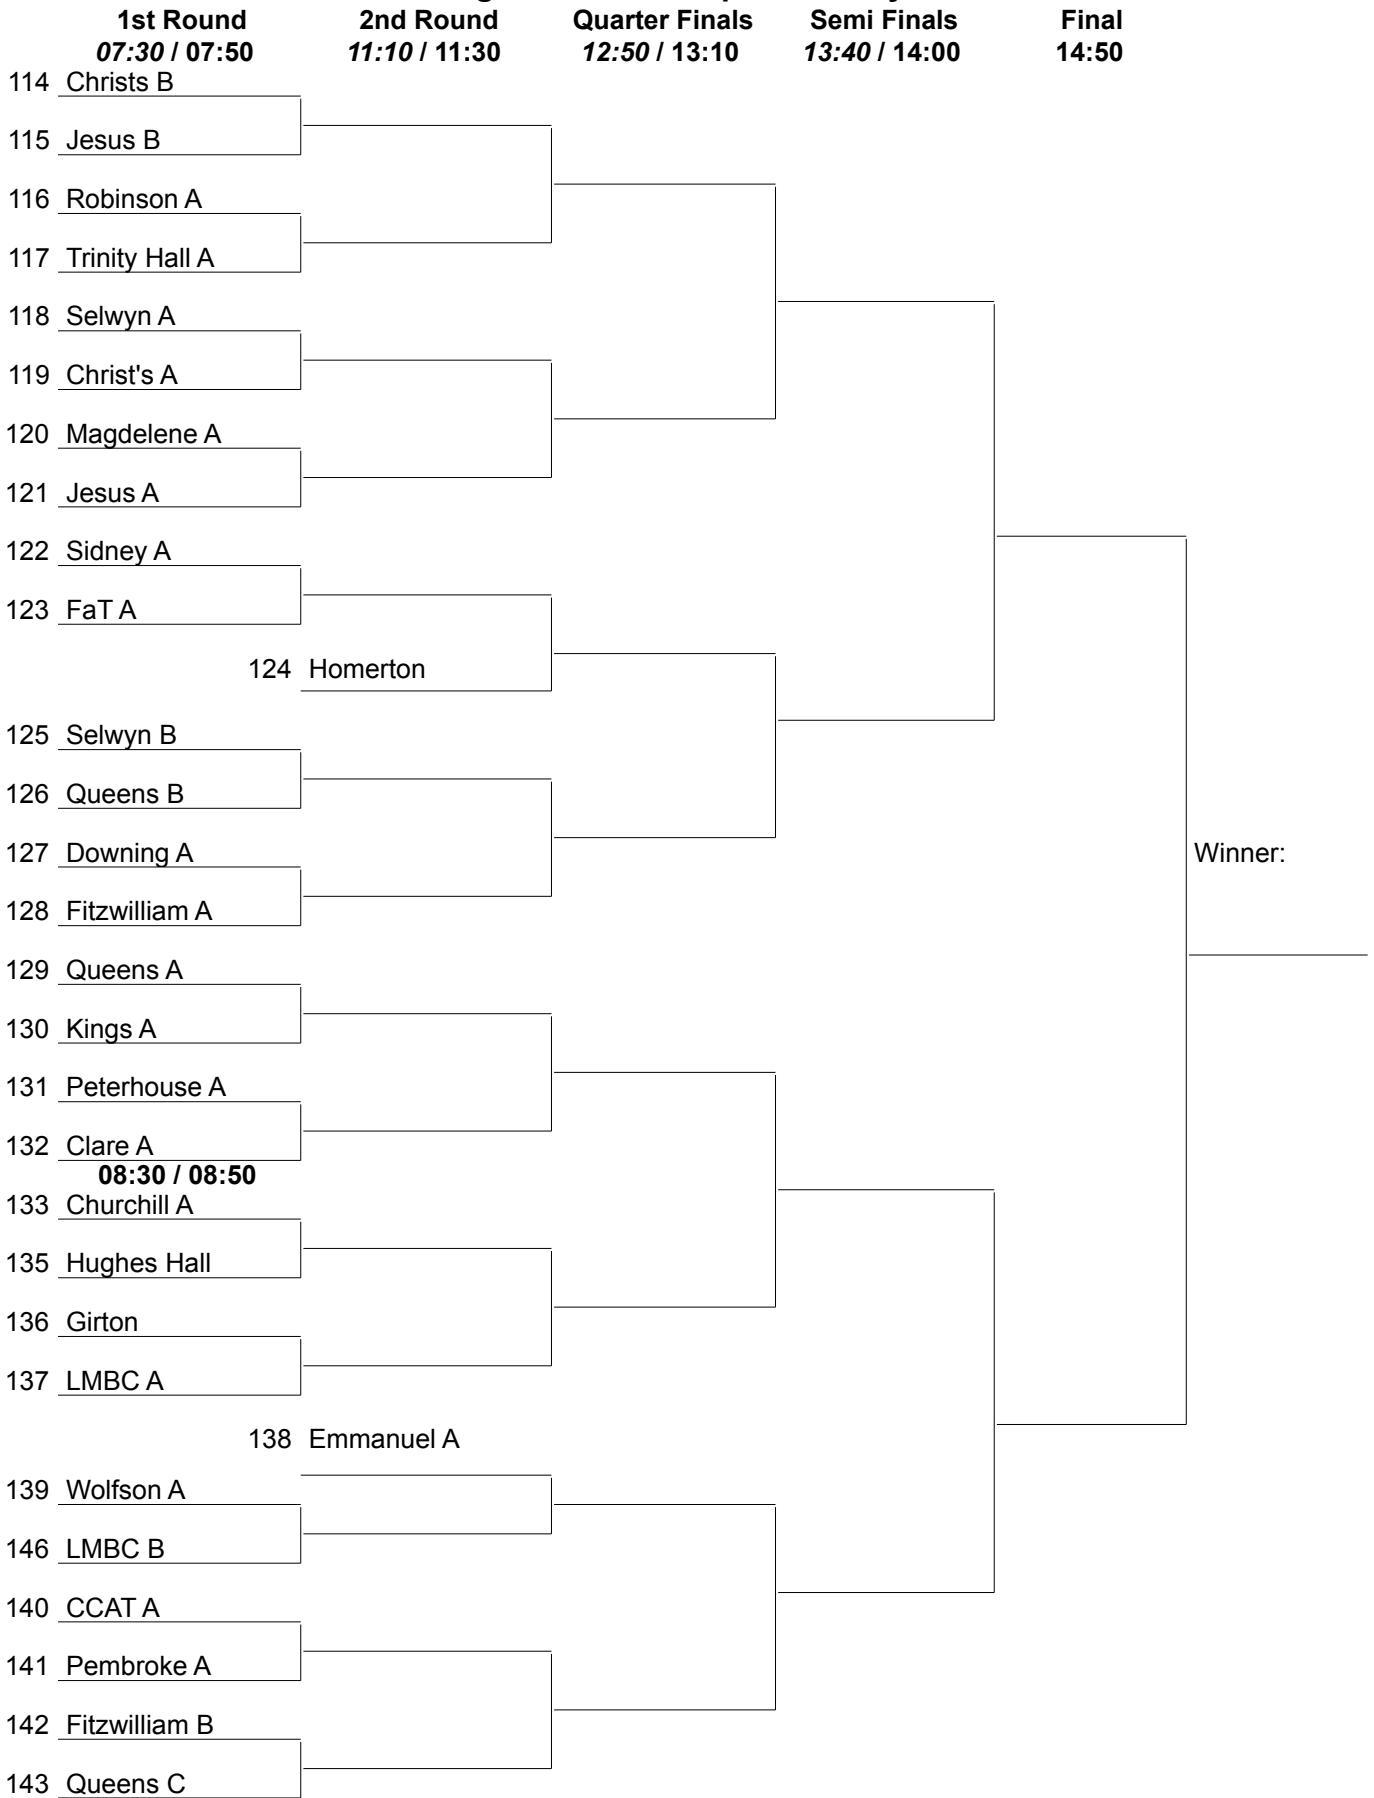 1st Round 2nd Round Quarter Finals Semi Finals Final
07:30 / 07:50 11:10 / 11:30 12:50 / 13:10 13:40 / 14:00 14:50
114 Christs B
115 Jesus B
116 Robinson A
117 Trinity Hall A
118 Selwyn A
119 Christ's A
120 Magdelene A
121 Jesus A
122 Sidney A
123 FaT A
124 Homerton
125 Selwyn B
126 Queens B
127 Downing A
Winner:
128 Fitzwilliam A
129 Queens A
130 Kings A
131 Peterhouse A
132 Clare A
08:30 / 08:50
133 Churchill A
135 Hughes Hall
136 Girton
137 LMBC A
138 Emmanuel A
139 Wolfson A
146 LMBC B
140 CCAT A
141 Pembroke A
142 Fitzwilliam B
143 Queens C